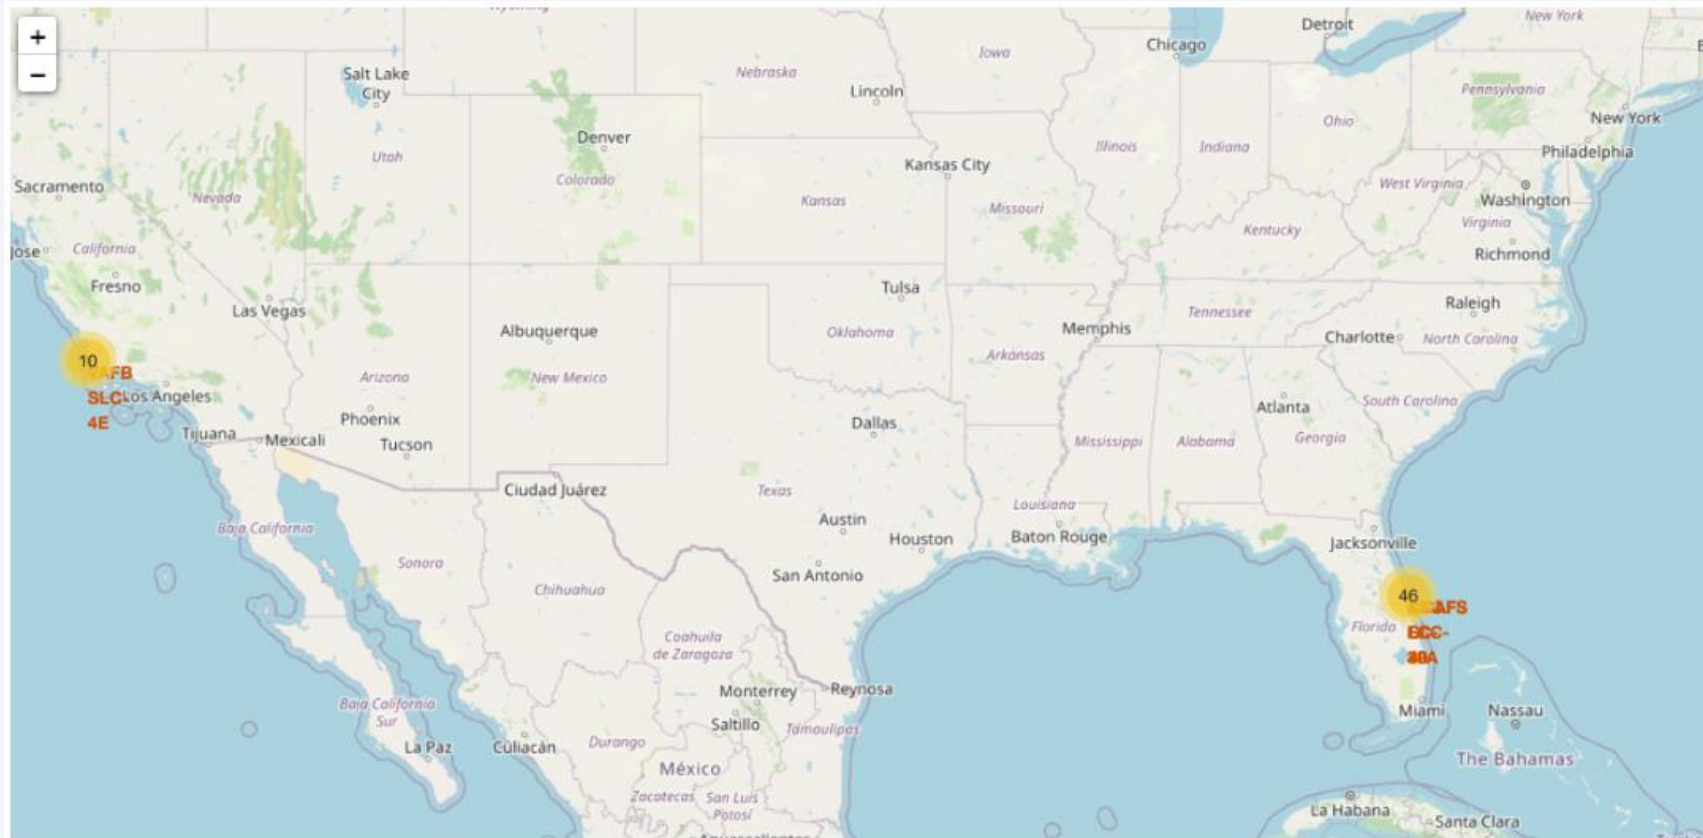 +
−
Wyoming
Detroit
New York
Chicago
Iowa
Salt Lake
City
Nebraska
Lincoln
Pennsylvania
New York
Ohio
Denver
Philadelphia
Utah
Illinois
Indiana
Kansas City
Colorado
Sacramento
Nevada
Kansas
Missouri
West Virginia
Washington
Virginia
Kentucky
Jose
California
Richmond
Fresno
Las Vegas
Tulsa
Raleigh
Albuquerque
Oklahoma
Memphis
Tennessee
Charlotte
North Carolina
10
Arkansas
VAFB
SLC-
4E
Los Angeles
Arizona
New Mexico
Phoenix
Dallas
Atlanta
South Carolina
Tijuana
Mexicali
Tucson
Mississippi
Alabama
Georgia
Ciudad Juárez
Texas
Louisiana
Baja California
Austin
Houston
Baton Rouge
Jacksonville
Sonora
San Antonio
Chihuahua
46
Florida
Coahuila
de Zaragoza
Monterrey
Reynosa
Baja California
Sur
Saltillo
Tamaulipas
Miami
Nassau
La Paz
Culiacán
Durango
México
The Bahamas
Zacatecas
San Luis
Potosí
La Habana
Santa Clara